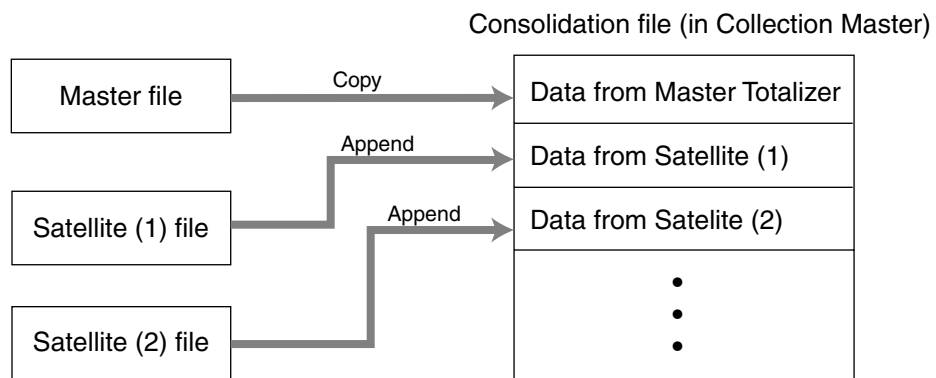 Consolidation file (in Collection Master)
Master file
Copy
Data from Master Totalizer
Append
Data from Satellite (1)
Satellite (1) file
Append
Data from Satelite (2)
Satellite (2) file